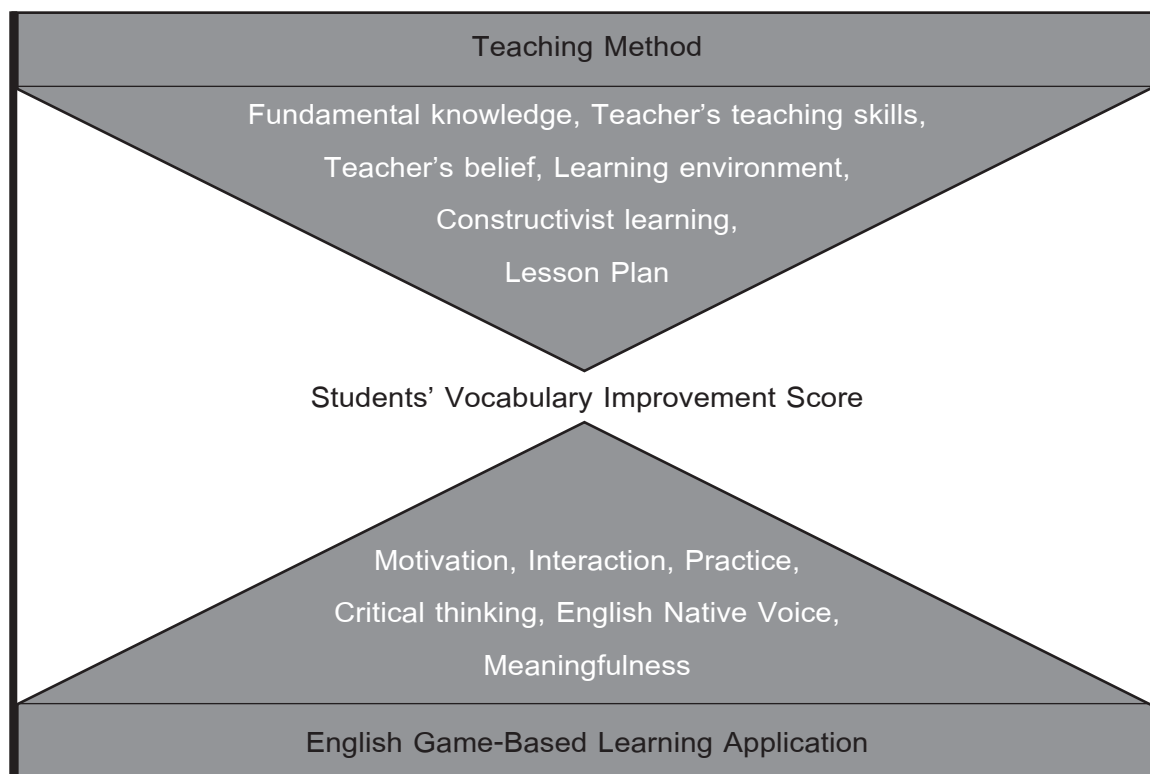 Teaching Method
Fundamental knowledge, Teacher’s teaching skills,
Teacher’s belief, Learning environment,
Constructivist learning,
Lesson Plan
Students’ Vocabulary Improvement Score
Motivation, Interaction, Practice,
Critical thinking, English Native Voice,
Meaningfulness
English Game-Based Learning Application